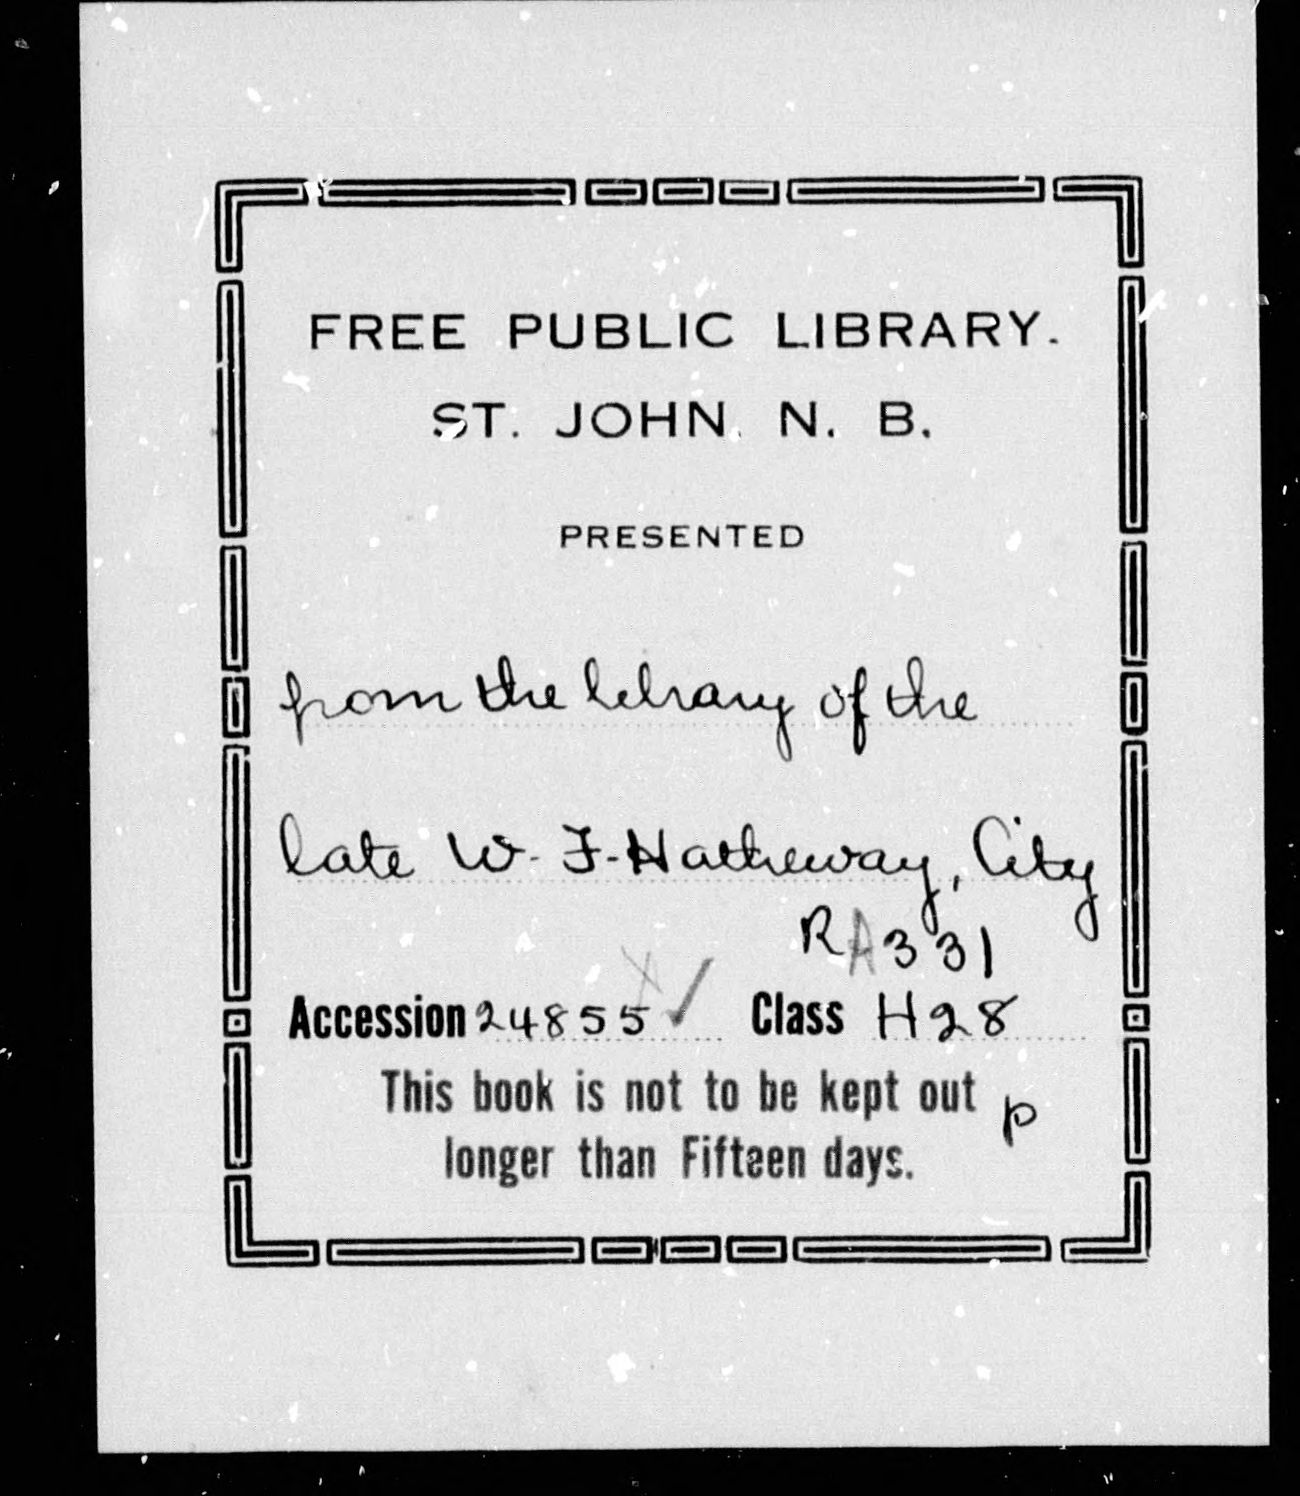 FREE PUBLIC LIBRARY.
ST. JOHN. N. B.
PRESENTED
from the library of the
late W. F. Hatheway, City
RA331
Accession 24855 Class H28
This book is not to be kept out p
longer than Fifteen days.